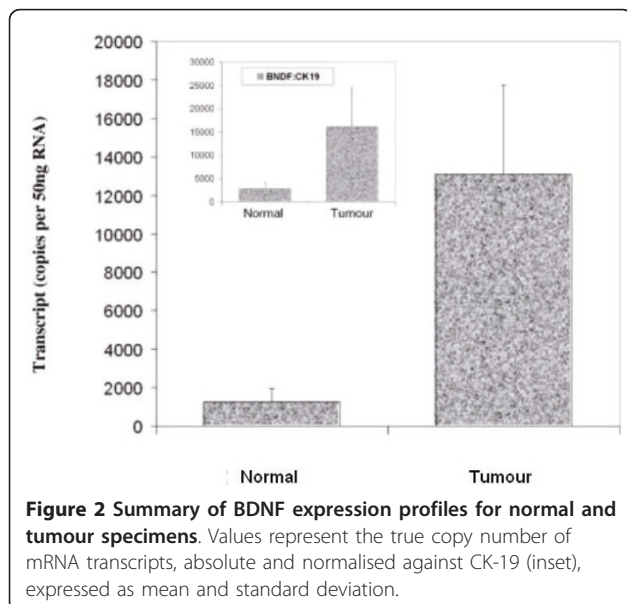 20000
18000
16000
14000
12000
10000
8000
6000
4000
2000
0
Transcript (copies per 50ng RNA)
30000
25000
20000
15000
10000
5000
0
BNDF:CK19
Normal Tumour
Normal Tumour
Figure 2 Summary of BDNF expression profiles for normal and
tumour specimens. Values represent the true copy number of
mRNA transcripts, absolute and normalised against CK-19 (inset),
expressed as mean and standard deviation.